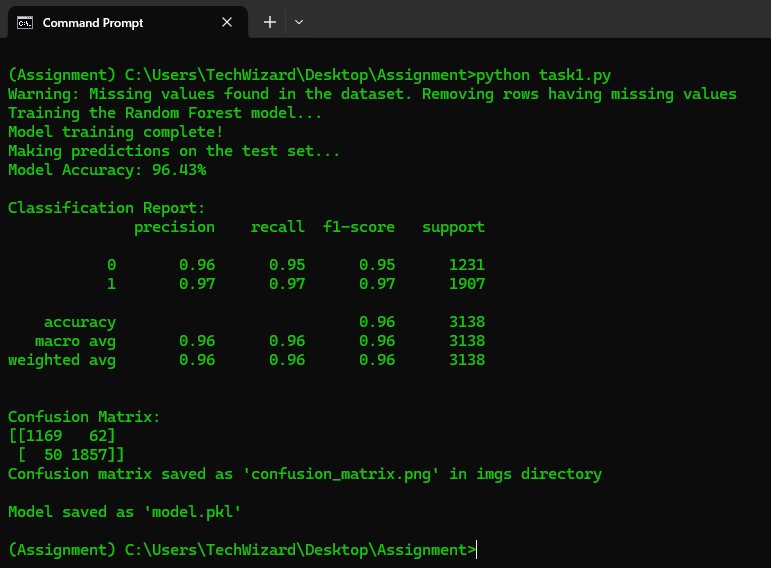 Command Prompt
(Assignment) C:\Users\TechWizard\Desktop\Assignment>python task1.py
Warning: Missing values found in the dataset. Removing rows having missing values
Training the Random Forest model...
Model training complete!
Making predictions on the test set...
Model Accuracy: 96.43%
Classification Report:
precision recall f1-score support
0 0.96 0.95 0.95 1231
1 0.97 0.97 0.97 1907
accuracy 0.96 3138
macro avg 0.96 0.96 0.96 3138
weighted avg 0.96 0.96 0.96 3138
Confusion Matrix:
[[1169 62]
[ 50 1857]]
Confusion matrix saved as 'confusion_matrix.png' in imgs directory
Model saved as 'model.pkl'
(Assignment) C:\Users\TechWizard\Desktop\Assignment>